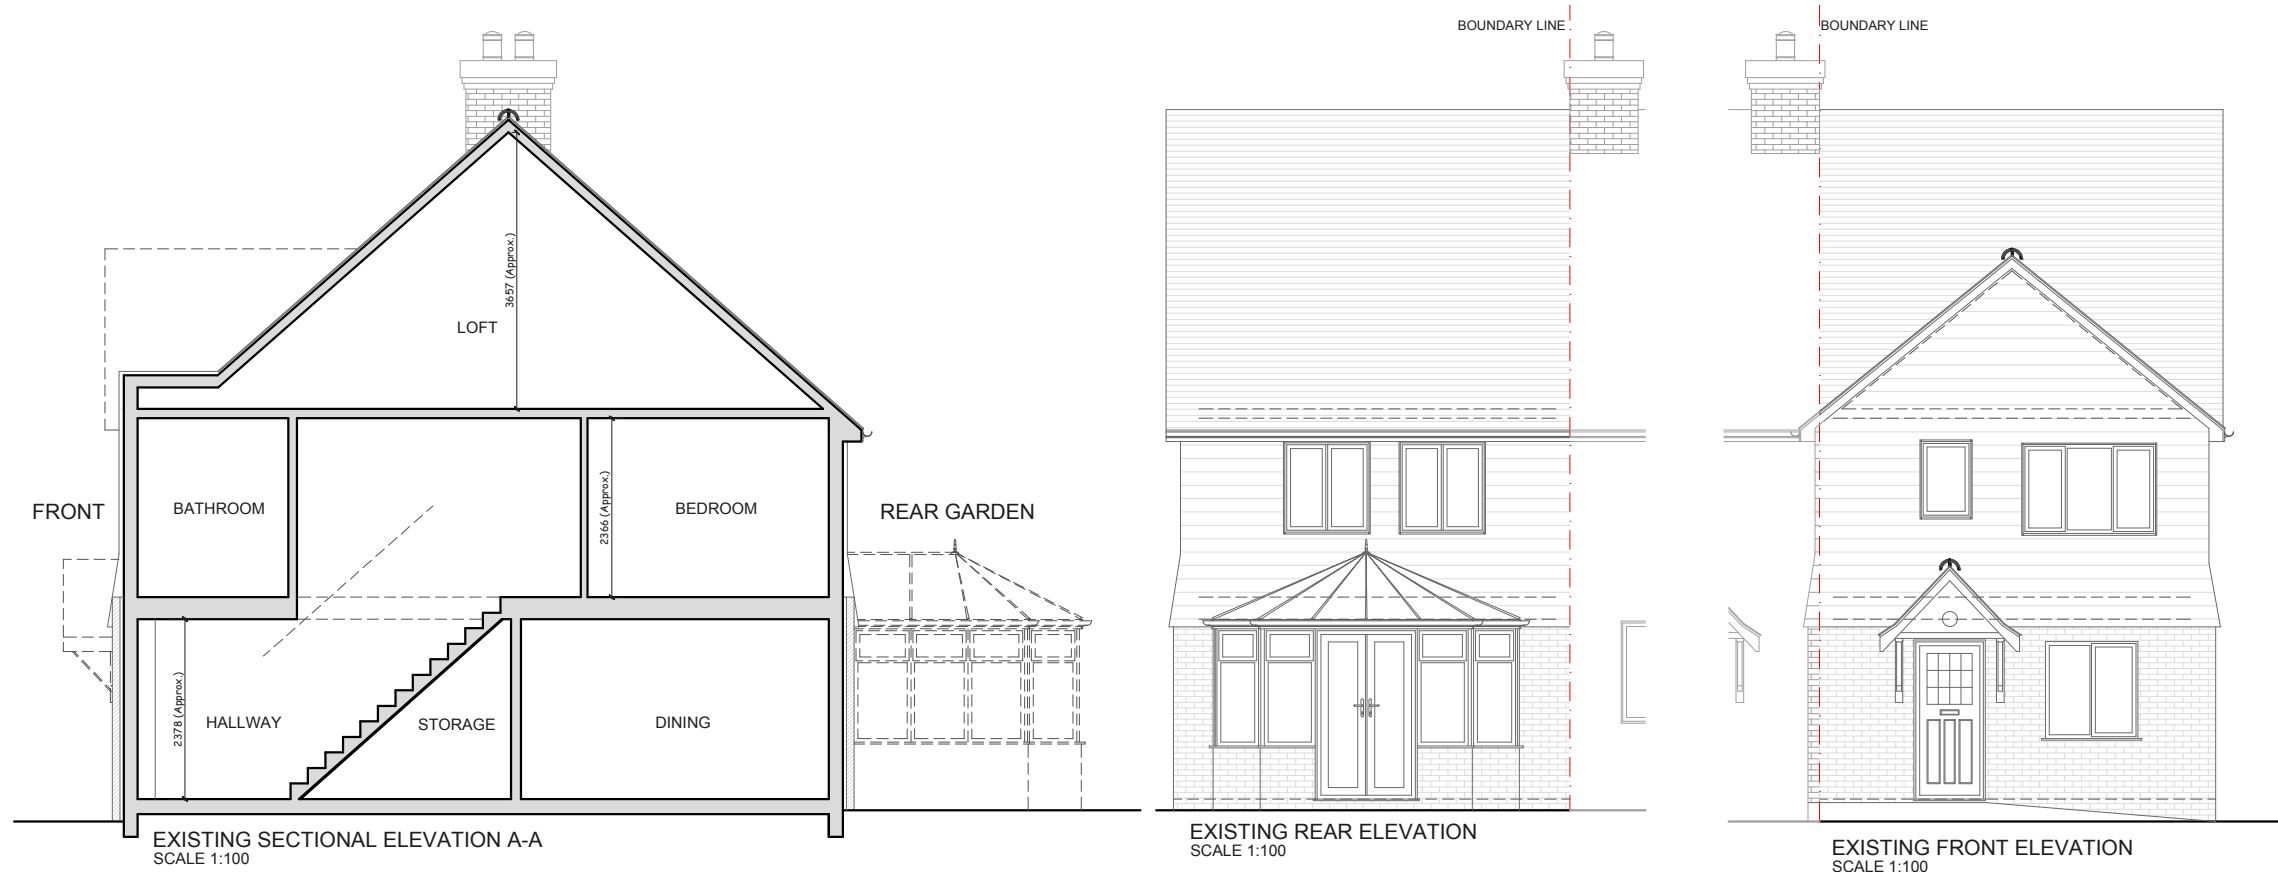 BOUNDARY LINE
BOUNDARY LINE
3657 (Approx.)
LOFT
FRONT
BATHROOM
2366 (Approx.)
BEDROOM
REAR GARDEN
2378 (Approx.)
HALLWAY
STORAGE
DINING
EXISTING SECTIONAL ELEVATION A-A
SCALE 1:100
EXISTING REAR ELEVATION
SCALE 1:100
EXISTING FRONT ELEVATION
SCALE 1:100